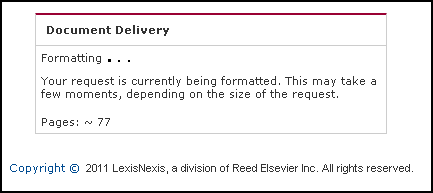 Document Delivery
Formatting . . .
Your request is currently being formatted. This may take a
few moments, depending on the size of the request.
Pages: ~ 77
Copyright © 2011 LexisNexis, a division of Reed Elsevier Inc. All rights reserved.